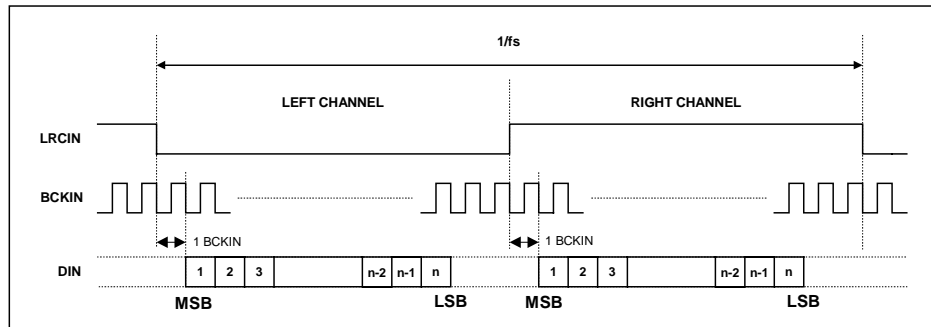 1/fs
LEFT CHANNEL RIGHT CHANNEL
LRCIN
BCKIN
1 BCKIN 1 BCKIN
DIN 1 2 3 n-2 n-1 n 1 2 3 n-2 n-1 n
MSB LSB MSB LSB